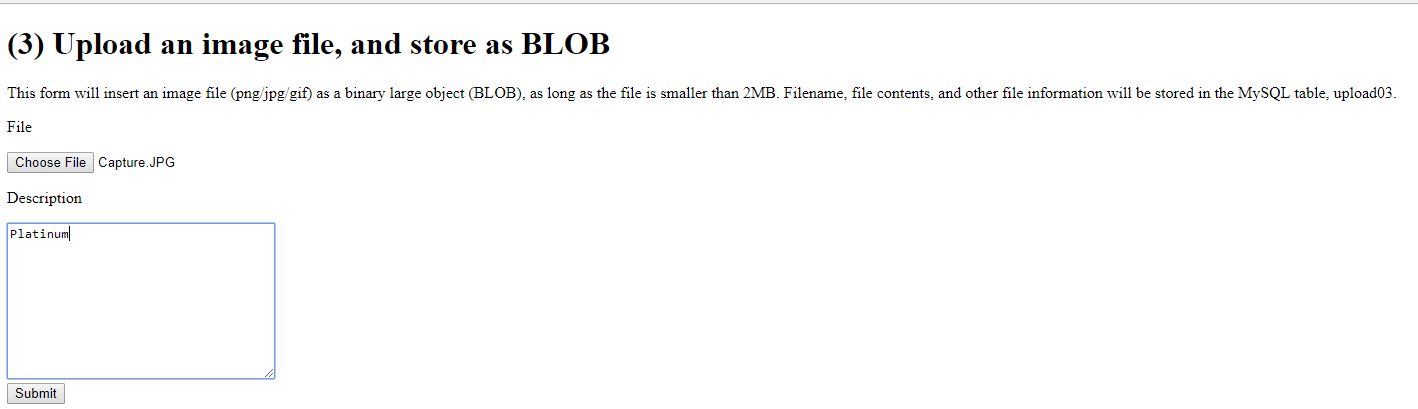 (3) Upload an image file, and store as BLOB
This form will insert an image file (png/jpg/gif) as a binary large object (BLOB), as long as the file is smaller than 2MB. Filename, file contents, and other file information will be stored in the MySQL table, upload03.
File
Choose File Capture.JPG
Description
Platinum
Submit